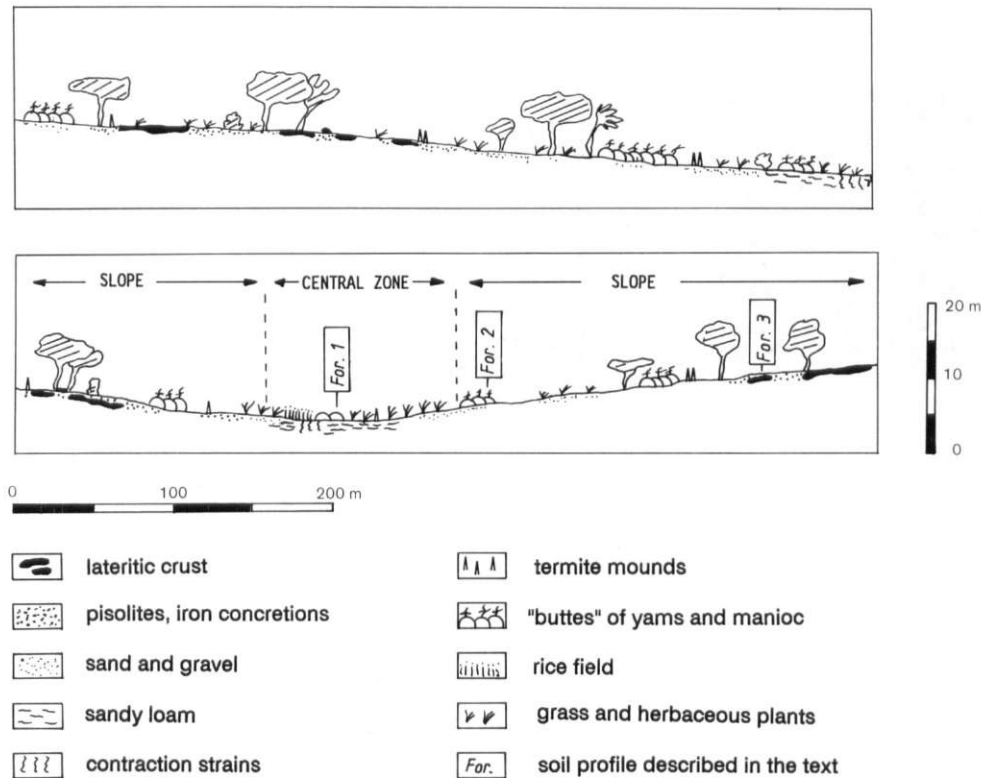 SLOPE
CENTRAL ZONE
SLOPE
For. 1
For. 2
For. 3
20 m
10
0
0 100 200 m
lateritic crust
pisolites, iron concretions
sand and gravel
sandy loam
contraction strains
termite mounds
"buttes" of yams and manioc
rice field
grass and herbaceous plants
For. soil profile described in the text